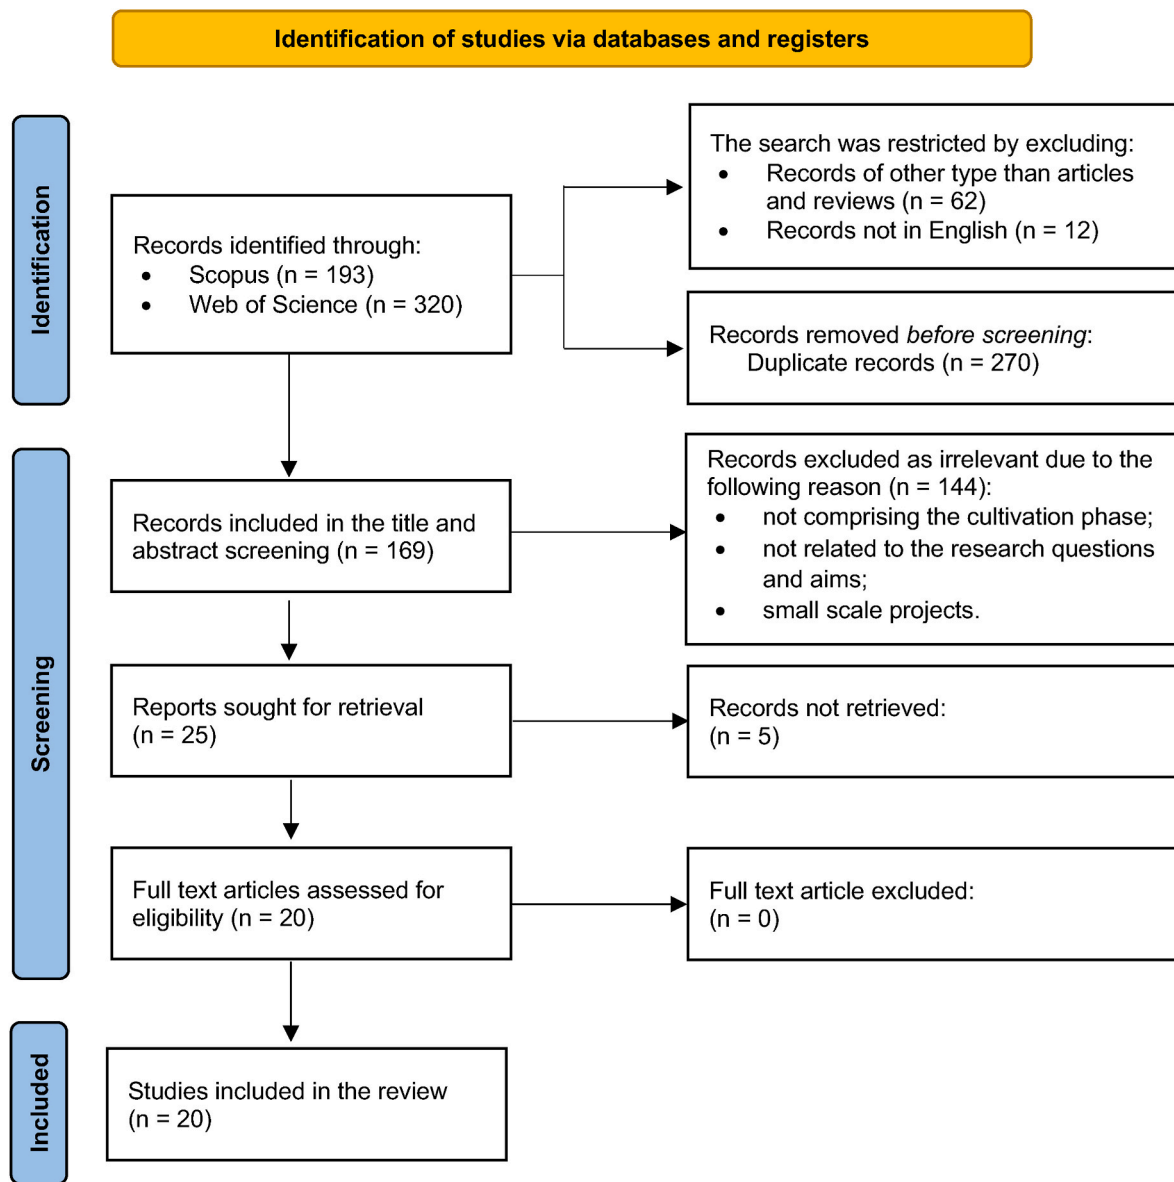 Identification of studies via databases and registers
Identification
Records identified through:
• Scopus (n = 193)
• Web of Science (n = 320)
The search was restricted by excluding:
• Records of other type than articles
and reviews (n = 62)
• Records not in English (n = 12)
Records removed before screening:
Duplicate records (n = 270)
Screening
Records included in the title and
abstract screening (n = 169)
Records excluded as irrelevant due to the
following reason (n = 144):
• not comprising the cultivation phase;
• not related to the research questions
and aims;
• small scale projects.
Reports sought for retrieval
(n = 25)
Records not retrieved:
(n = 5)
Full text articles assessed for
eligibility (n = 20)
Full text article excluded:
(n = 0)
Included
Studies included in the review
(n = 20)